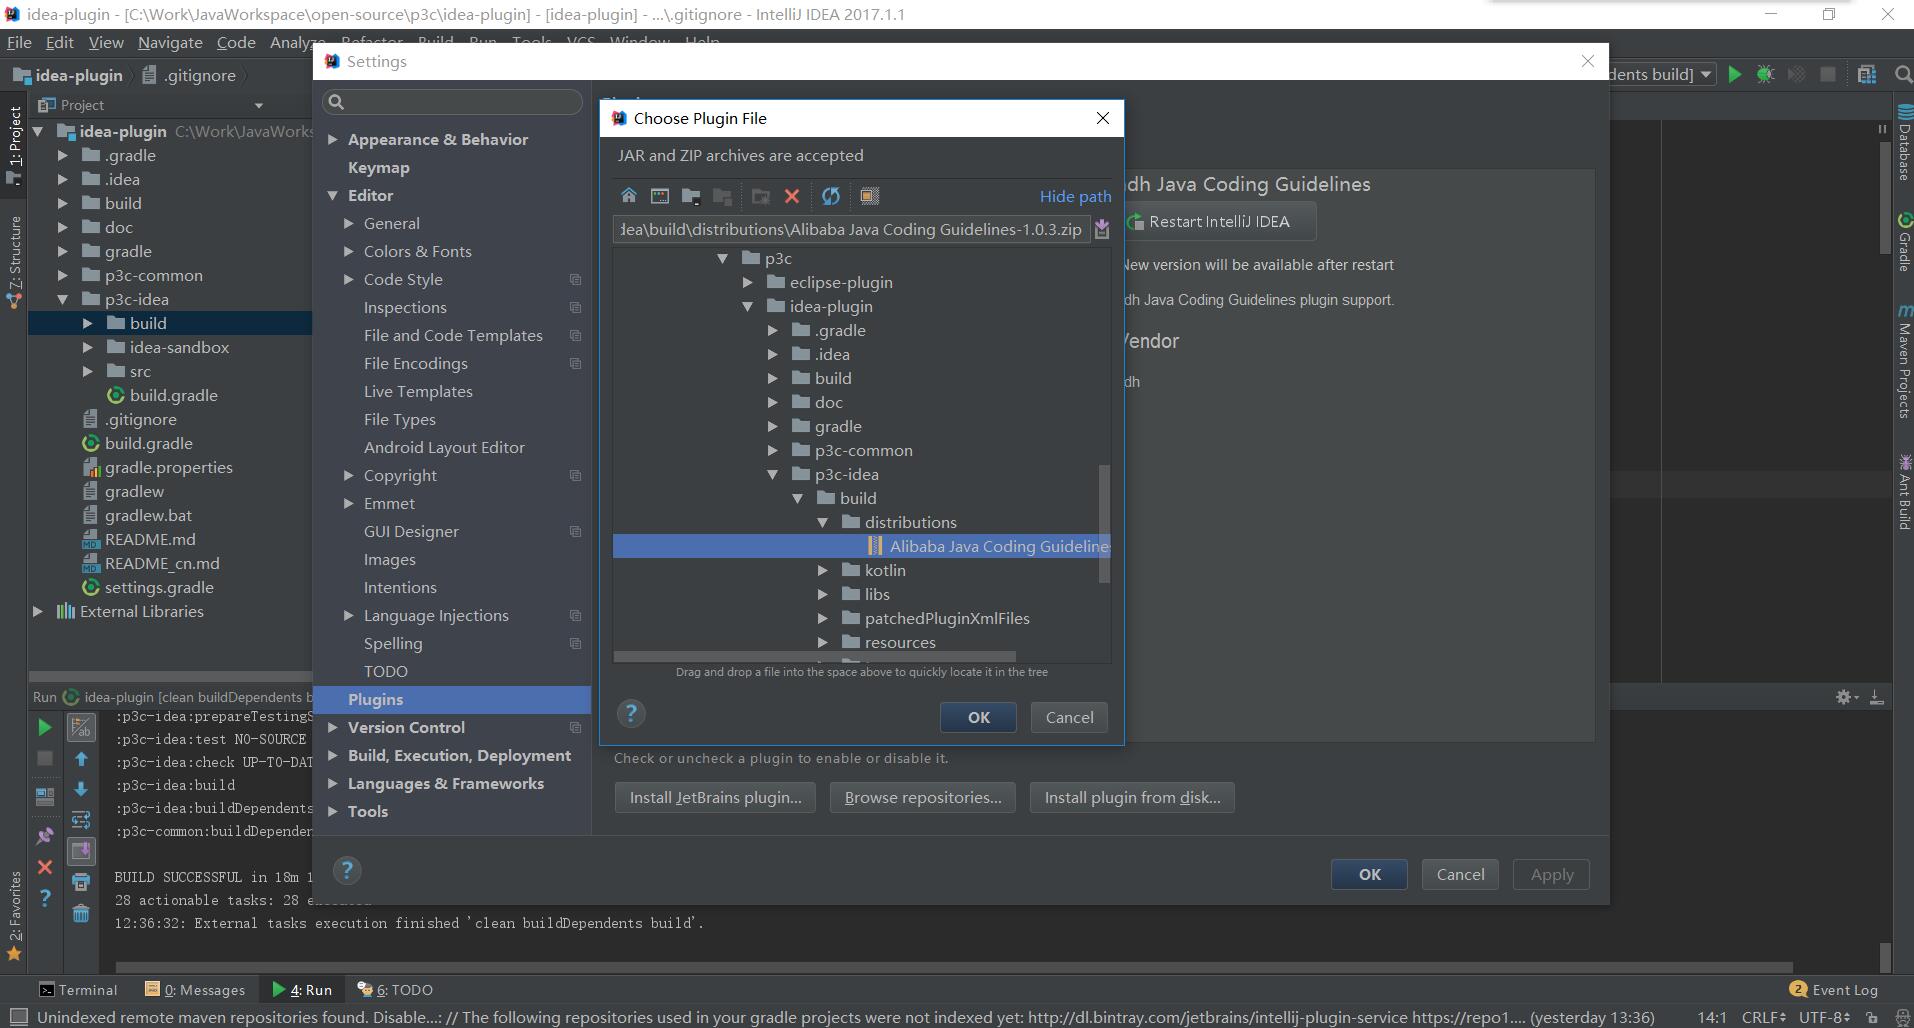 idea-plugin - [C:\Work\JavaWorkspace\open-source\p3c\idea-plugin] - [idea-plugin] - ...\.gitignore - IntelliJ IDEA 2017.1.1
File Edit View Navigate Code Analyze Refactor Build Run Tools VCS Window Help
idea-plugin .gitignore
dents build]
Settings
Project
1: Project
7: Structure
2: Favorites
idea-plugin C:\Work\JavaWorks
.gradle
.idea
build
doc
gradle
p3c-common
p3c-idea
build
idea-sandbox
src
build.gradle
.gitignore
build.gradle
gradle.properties
gradlew
gradlew.bat
README.md
README_cn.md
settings.gradle
External Libraries
Appearance & Behavior
Keymap
Editor
General
Colors & Fonts
Code Style
Inspections
File and Code Templates
File Encodings
Live Templates
File Types
Android Layout Editor
Copyright
Emmet
GUI Designer
Images
Intentions
Language Injections
Spelling
TODO
Plugins
Version Control
Build, Execution, Deployment
Languages & Frameworks
Tools
Choose Plugin File
JAR and ZIP archives are accepted
Hide path
dea\build\distributions\Alibaba Java Coding Guidelines-1.0.3.zip
p3c
eclipse-plugin
idea-plugin
.gradle
.idea
build
doc
gradle
p3c-common
p3c-idea
build
distributions
Alibaba Java Coding Guideline
kotlin
libs
patchedPluginXmlFiles
resources
Drag and drop a file into the space above to quickly locate it in the tree
? OK Cancel
dh Java Coding Guidelines
Restart IntelliJ IDEA
New version will be available after restart
dh Java Coding Guidelines plugin support.
Vendor
dh
Check or uncheck a plugin to enable or disable it.
Install JetBrains plugin... Browse repositories... Install plugin from disk...
? OK Cancel Apply
Database
Gradle
Maven Projects
Ant Build
Run idea-plugin [clean buildDependents b
:p3c-idea:prepareTestingS
:p3c-idea:test NO-SOURCE
:p3c-idea:check UP-TO-DAT
:p3c-idea:build
:p3c-idea:buildDependents
:p3c-common:buildDependen
BUILD SUCCESSFUL in 18m 1
28 actionable tasks: 28 executed
12:36:32: External tasks execution finished 'clean buildDependents build'.
Terminal 0: Messages 4: Run 6: TODO 2 Event Log
Unindexed remote maven repositories found. Disable...: // The following repositories used in your gradle projects were not indexed yet: http://dl.bintray.com/jetbrains/intellij-plugin-service https://repo1.... (yesterday 13:36) 14:1 CRLF UTF-8